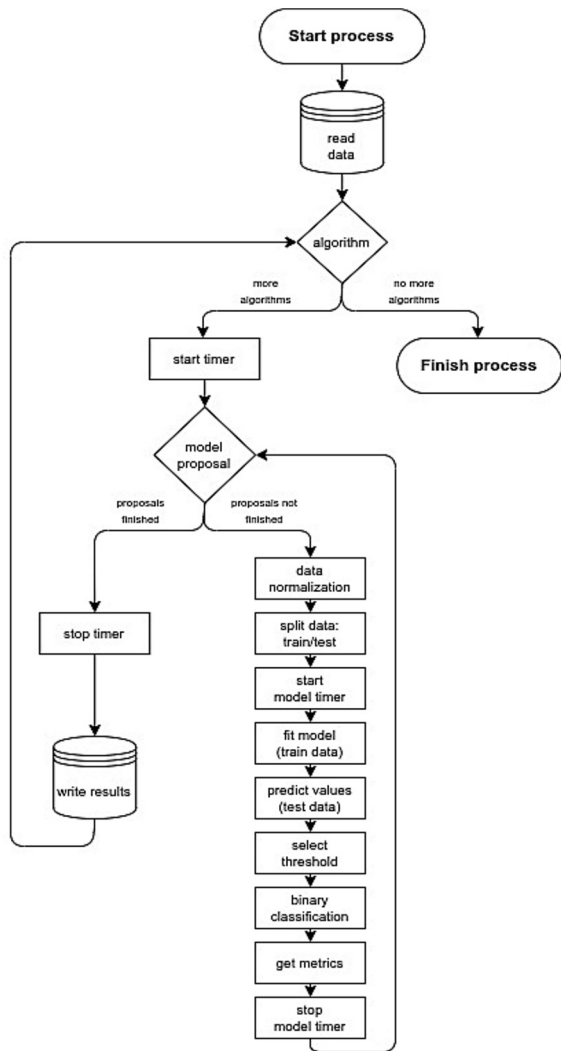 Start process
read
data
algorithm
more
algorithms
no more
algorithms
start timer
Finish process
model
proposal
proposals
finished
proposals not
finished
data
normalization
stop timer
split data:
train/test
start
model timer
fit model
(train data)
write results
predict values
(test data)
select
threshold
binary
classification
get metrics
stop
model timer